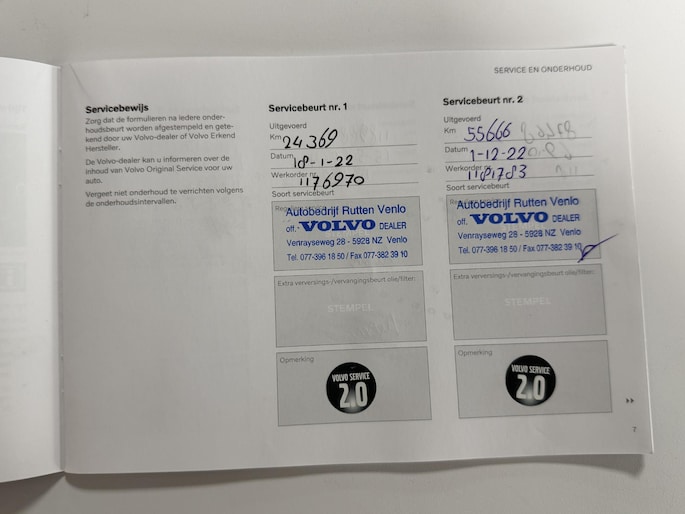 SERVICE EN ONDERHOUD
Servicebewijs
Zorg dat de formulieren na iedere onder-
houdsbeurt worden afgestempeld en gete-
kend door uw Volvo-dealer of Volvo Erkend
Hersteller.
De Volvo-dealer kan u informeren over de
inhoud van Volvo Original Service voor uw
auto.
Vergeet niet onderhoud te verrichten volgens
de onderhoudsintervallen.
Servicebeurt nr. 1
Uitgevoerd
Km 24369
Datum 18-1-22
Werkorder nr. 1176970
Soort servicebeurt
Autobedrijf Rutten Venlo
off. VOLVO DEALER
Venrayseweg 28 - 5928 NZ Venlo
Tel. 077-396 18 50 / Fax 077-382 39 10
Extra verversings-/vervangingsbeurt olie/filter:
STEMPEL
Opmerking
VOLVO SERVICE
2.0
Servicebeurt nr. 2
Uitgevoerd
Km 55666
Datum 1-12-22
Werkorder nr. 1181783
Soort servicebeurt
Autobedrijf Rutten Venlo
off. VOLVO DEALER
Venrayseweg 28 - 5928 NZ Venlo
Tel. 077-396 18 50 / Fax 077-382 39 10
Extra verversings-/vervangingsbeurt olie/filter:
STEMPEL
Opmerking
VOLVO SERVICE
2.0
7